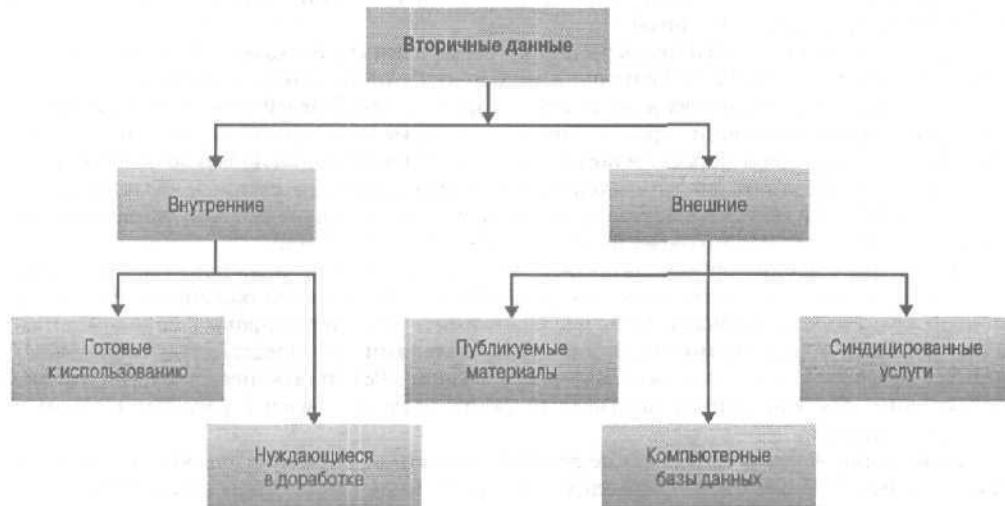 Вторичные данные
Внутренние
Внешние
Готовые
к использованию
Публикуемые
материалы
Синдицированные
услуги
Нуждающиеся
в доработке
Компьютерные
базы данных